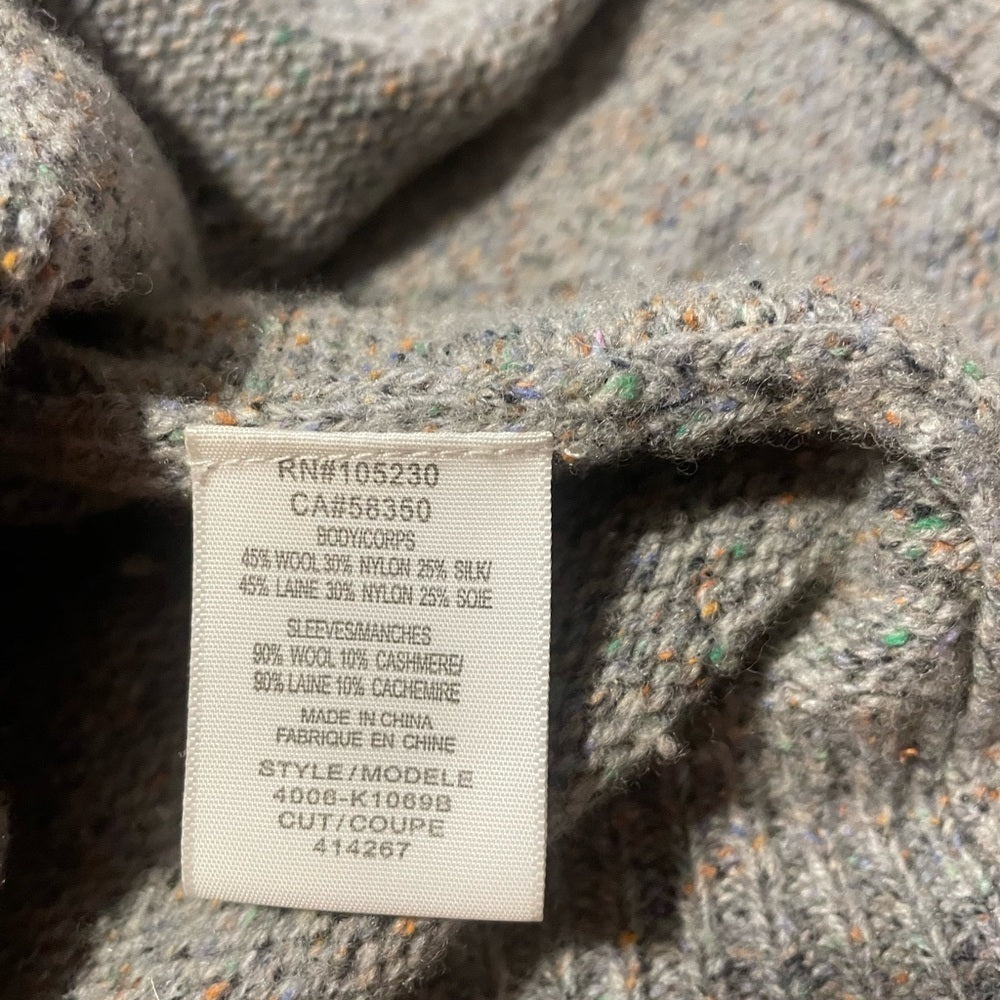 RN#105230
CA#58350
BODY/CORPS
45% WOOL 30% NYLON 25% SILK/
45% LAINE 30% NYLON 25% SOIE
SLEEVES/MANCHES
90% WOOL 10% CASHMERE/
90% LAINE 10% CACHEMIRE
MADE IN CHINA
FABRIQUE EN CHINE
STYLE/MODELE
4006-K1069B
CUT/COUPE
414267